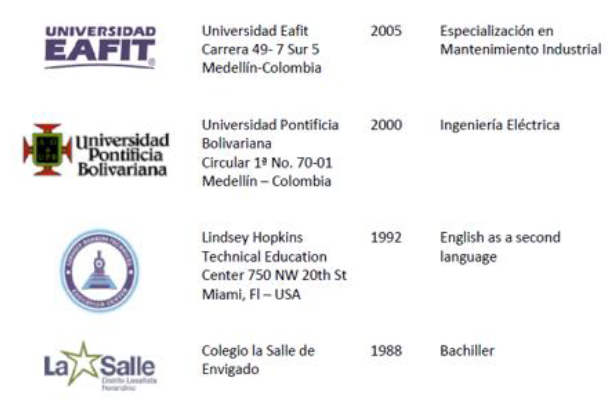 UNIVERSIDAD
EAFIT
Universidad Eafit
Carrera 49- 7 Sur 5
Medellín-Colombia
2005
Especialización en
Mantenimiento Industrial
Universidad
Pontificia
Bolivariana
Universidad Pontificia
Bolivariana
Circular 1ª No. 70-01
Medellín – Colombia
2000
Ingeniería Eléctrica
Lindsey Hopkins
Technical Education
Center 750 NW 20th St
Miami, Fl – USA
1992
English as a second
language
La Salle
Distrito Lasallista
Colegio la Salle de
Envigado
1988
Bachiller